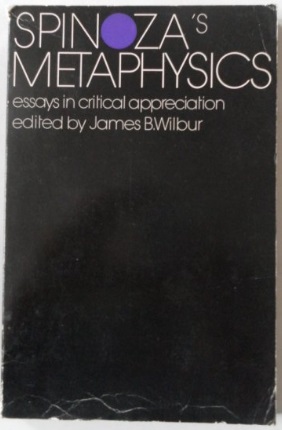 SPINOZA'S
METAPHYSICS
essays in critical appreciation
edited by James B. Wilbur